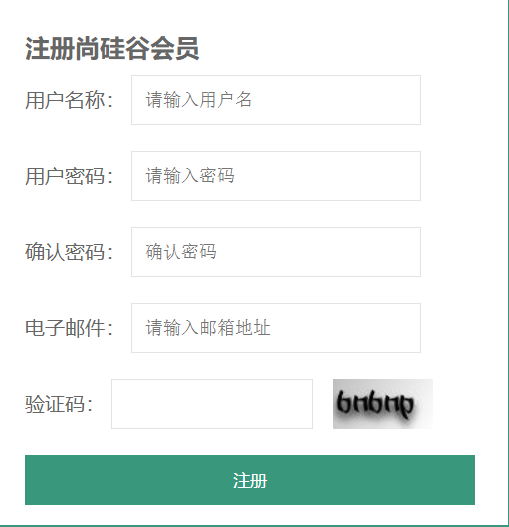 注册尚硅谷会员
用户名称： 请输入用户名
用户密码： 请输入密码
确认密码： 确认密码
电子邮件： 请输入邮箱地址
验证码： bnbnp
注册